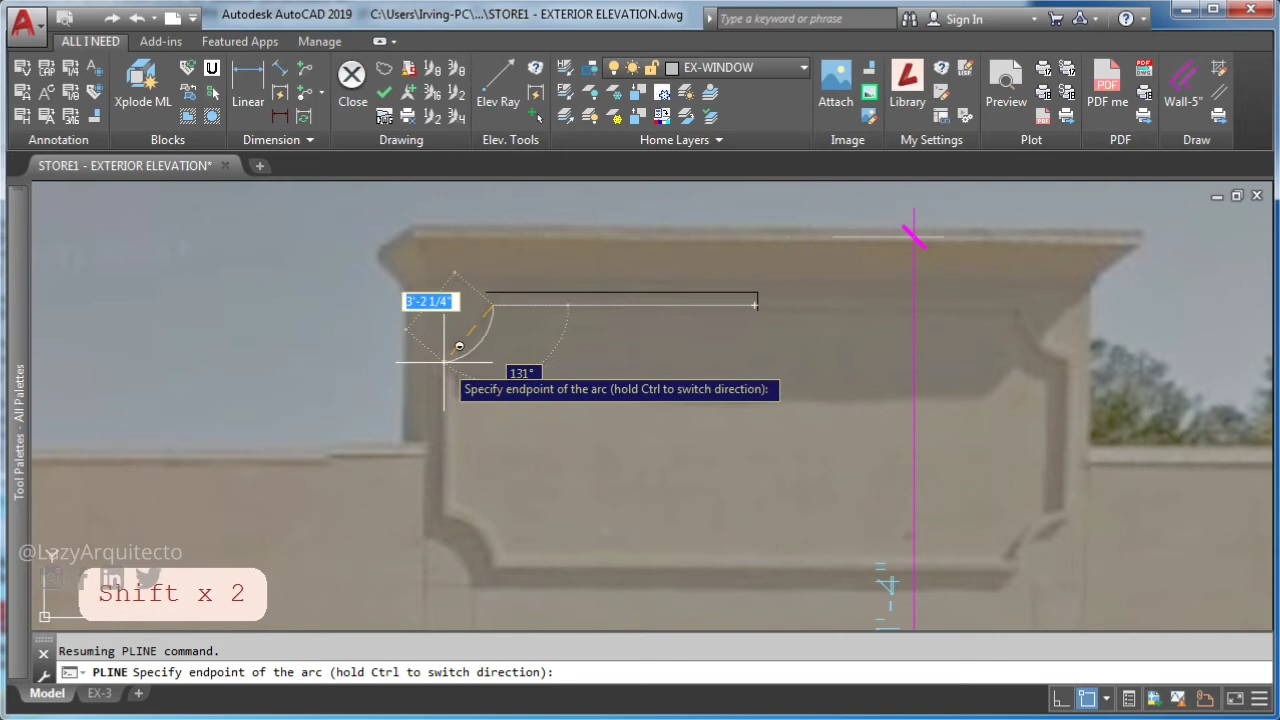 Autodesk AutoCAD 2019 C:\Users\Irving-PC\...\STORE1 - EXTERIOR ELEVATION.dwg Type a keyword or phrase Sign In
ALL I NEED Add-ins Featured Apps Manage
EX-WINDOW
Xplode ML Linear Close Elev Ray Attach Library Preview PDF me Wall-5"
Annotation Blocks Dimension Drawing Elev. Tools Home Layers Image My Settings Plot PDF Draw
STORE1 - EXTERIOR ELEVATION*
3'-2 1/4"
131°
Specify endpoint of the arc (hold Ctrl to switch direction):
Tool Palettes - All Palettes
@LazyArquitecto
Y
Shift x 2
Resuming PLINE command.
PLINE Specify endpoint of the arc (hold Ctrl to switch direction):
Model EX-3